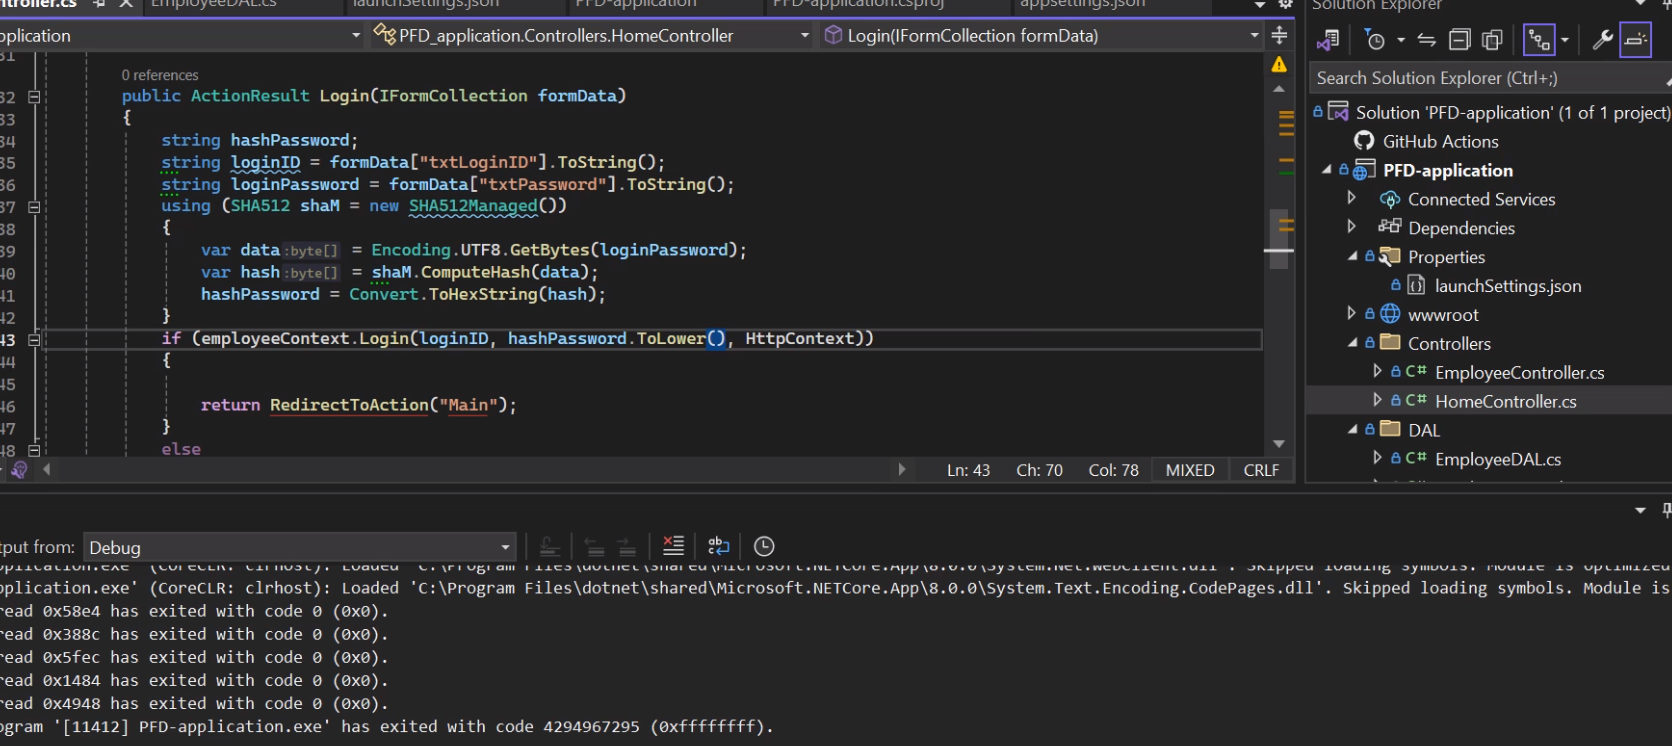 ntroller.cs
EmployeeDAL.cs
launchSettings.json
PFD-application
PFD-application.csproj
appsettings.json
pplication
PFD_application.Controllers.HomeController
Login(IFormCollection formData)
0 references
32 public ActionResult Login(IFormCollection formData)
33 {
34 string hashPassword;
35 string loginID = formData["txtLoginID"].ToString();
36 string loginPassword = formData["txtPassword"].ToString();
37 using (SHA512 shaM = new SHA512Managed())
38 {
39 var data :byte[] = Encoding.UTF8.GetBytes(loginPassword);
40 var hash :byte[] = shaM.ComputeHash(data);
41 hashPassword = Convert.ToHexString(hash);
42 }
43 if (employeeContext.Login(loginID, hashPassword.ToLower(), HttpContext))
44 {
45
46 return RedirectToAction("Main");
47 }
48 else
Ln: 43 Ch: 70 Col: 78 MIXED CRLF
Solution Explorer
Search Solution Explorer (Ctrl+;)
Solution 'PFD-application' (1 of 1 project)
GitHub Actions
PFD-application
Connected Services
Dependencies
Properties
launchSettings.json
wwwroot
Controllers
C# EmployeeController.cs
C# HomeController.cs
DAL
C# EmployeeDAL.cs
tput from: Debug
pplication.exe' (CoreCLR: clrhost): Loaded 'C:\Program Files\dotnet\shared\Microsoft.NETCore.App\8.0.0\System.Net.WebClient.dll'. Skipped loading symbols. Module is optimized
pplication.exe' (CoreCLR: clrhost): Loaded 'C:\Program Files\dotnet\shared\Microsoft.NETCore.App\8.0.0\System.Text.Encoding.CodePages.dll'. Skipped loading symbols. Module is
read 0x58e4 has exited with code 0 (0x0).
read 0x388c has exited with code 0 (0x0).
read 0x5fec has exited with code 0 (0x0).
read 0x1484 has exited with code 0 (0x0).
read 0x4948 has exited with code 0 (0x0).
ogram '[11412] PFD-application.exe' has exited with code 4294967295 (0xffffffff).